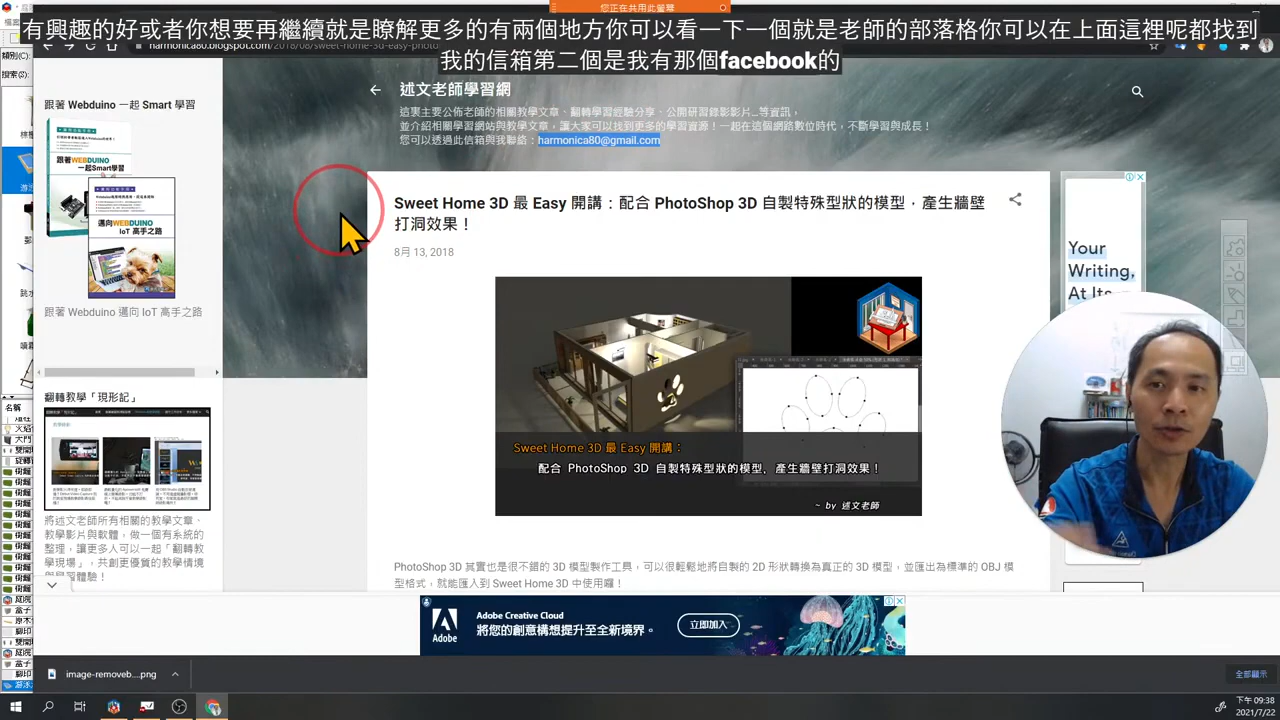 您正在共用此螢幕
有興趣的好或者你想要再繼續就是瞭解更多的有兩個地方你可以看一下一個就是老師的部落格你可以在上面這裡呢都找到
我的信箱第二個是我有那個facebook的
harmonica80.blogspot.com/2018/08/sweet-home-3d-easy-photo
類別(C):
搜索(S):
跟著 Webduino 一起 Smart 學習
跟著WEBDUINO
一起Smart學習
邁向WEBDUINO
IoT 高手之路
跟著 Webduino 邁向 IoT 高手之路
名稱
翻轉教學「現形記」
將述文老師所有相關的教學文章、
教學影片與軟體，做一個有系統的
整理，讓更多人可以一起「翻轉教
學現場」，共創更優質的教學情境
述文老師學習網
這裏主要公佈老師的相關教學文章、翻轉學習經驗分享、公開研習錄影影片...等資訊，
並介紹相關學習網站與教學文章，讓大家可以找到更多的學習資源！一起在這個網路數位時代，不斷學習與成長！
您可以透過此信箱與我聯絡：harmonica80@gmail.com
Sweet Home 3D 最 Easy 開講：配合 PhotoShop 3D 自製特殊型狀的模型，產生牆壁
打洞效果！
8月 13, 2018
Sweet Home 3D 最 Easy 開講：
配合 PhotoShop 3D 自製特殊型狀的模型，產生牆壁打洞效果！
~ by 述文老師
PhotoShop 3D 其實也是很不錯的 3D 模型製作工具，可以很輕鬆地將自製的 2D 形狀轉換為真正的 3D 模型，並匯出為標準的 OBJ 模
型格式，就能匯入到 Sweet Home 3D 中使用囉！
Your
Writing,
At Its
Adobe
Adobe Creative Cloud
將您的創意構想提升至全新境界。
立即加入
image-removeb....png
全部顯示
下午 09:38
2021/7/22